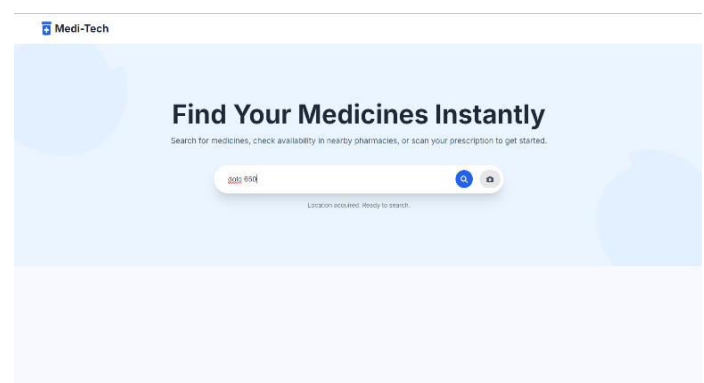 Medi-Tech
Find Your Medicines Instantly
Search for medicines, check availability in nearby pharmacies, or scan your prescription to get started.
dolo 650
Location acquired. Ready to search.